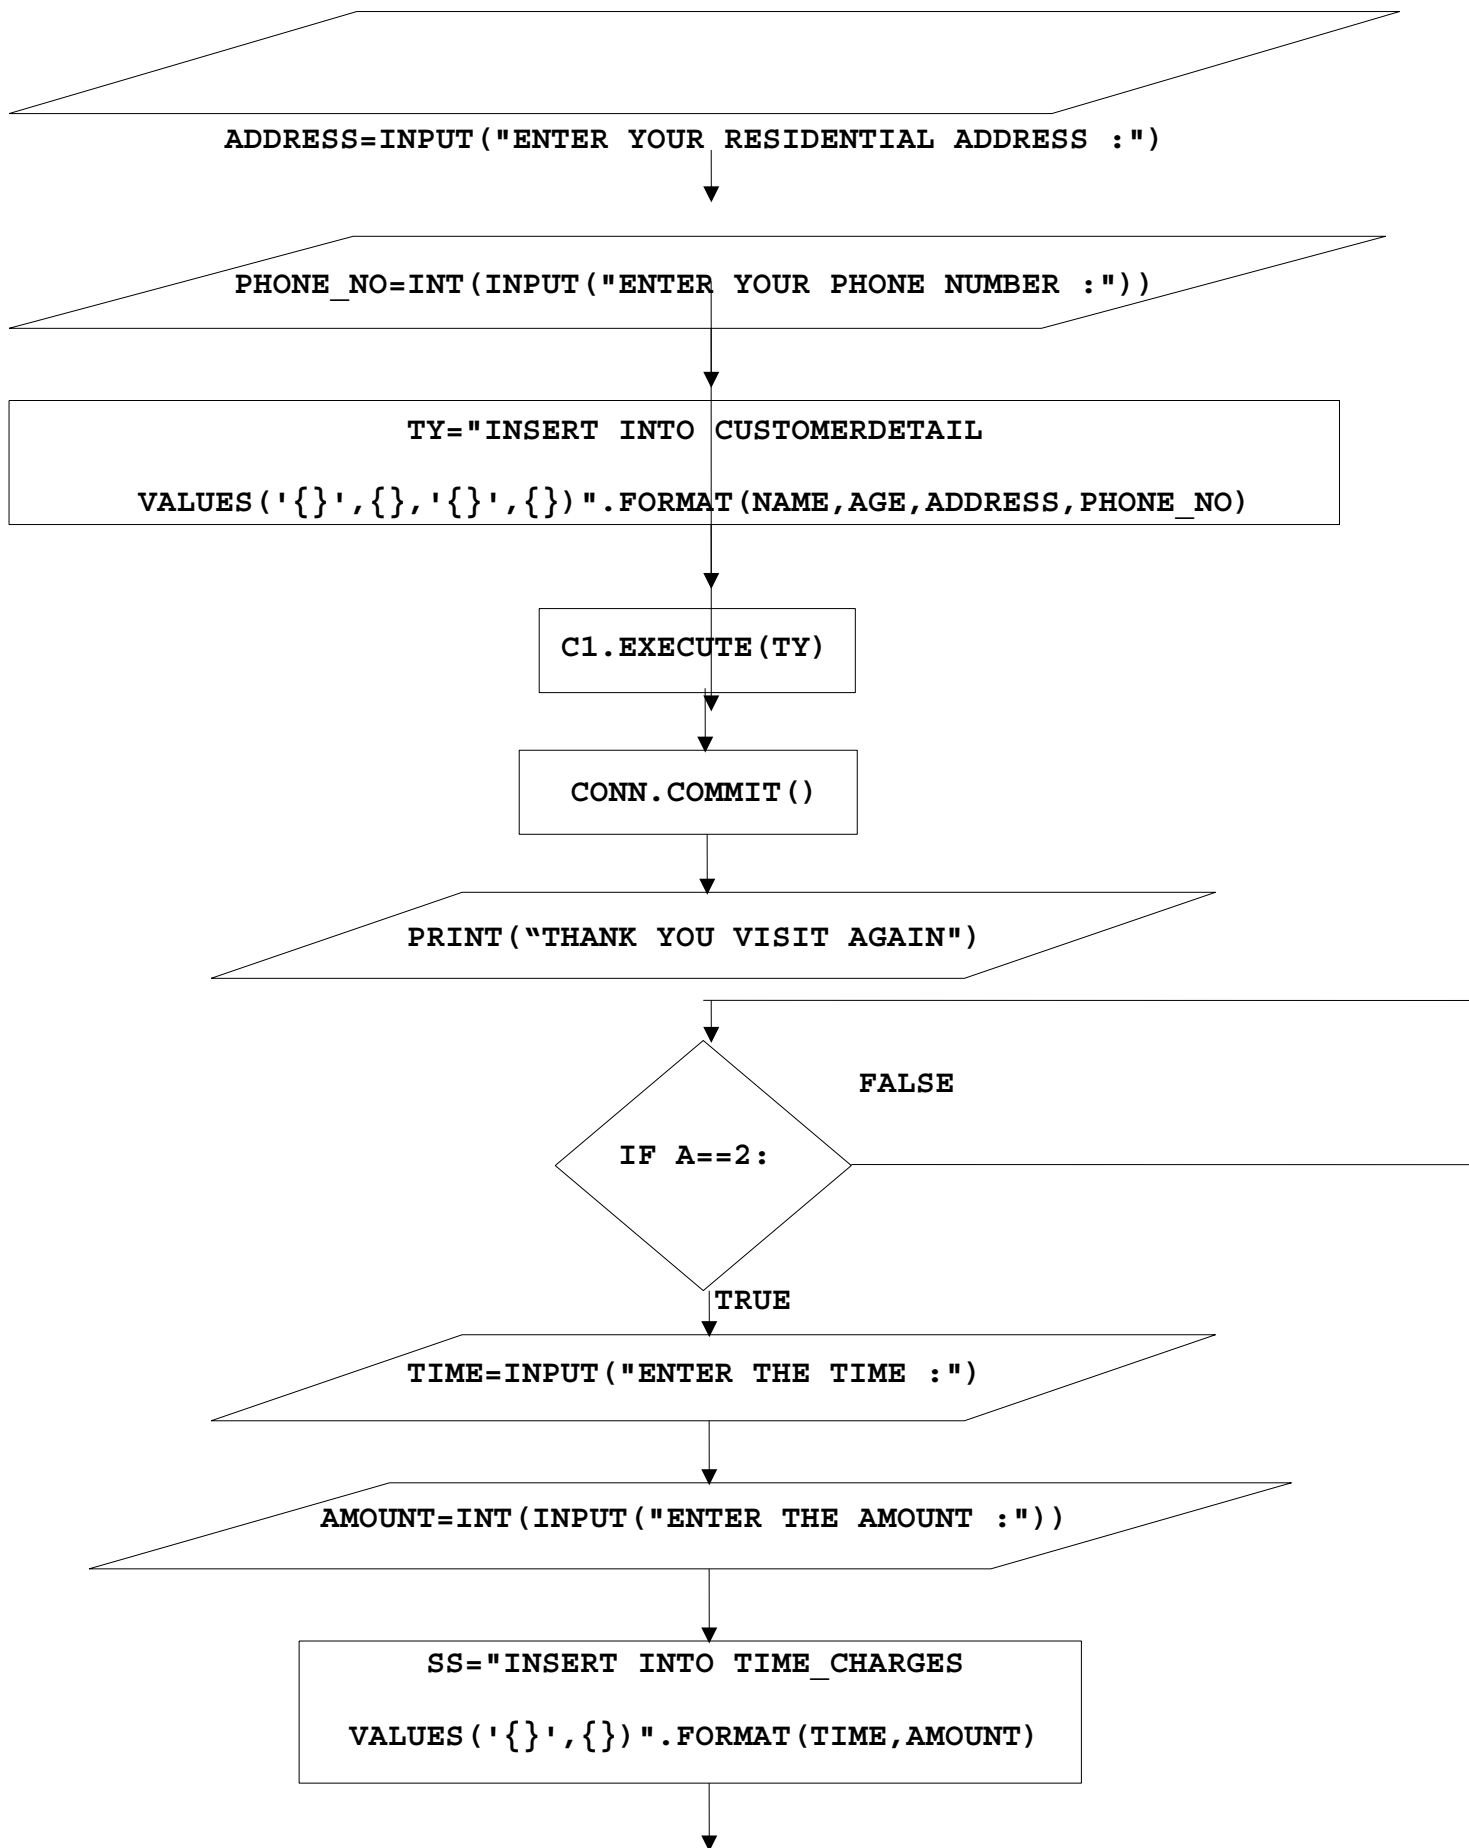 ADDRESS=INPUT("ENTER YOUR RESIDENTIAL ADDRESS :")
PHONE_NO=INT(INPUT("ENTER YOUR PHONE NUMBER :"))
TY="INSERT INTO CUSTOMERDETAIL
VALUES('{}',{},'{}',{})".FORMAT(NAME,AGE,ADDRESS,PHONE_NO)
C1.EXECUTE(TY)
CONN.COMMIT()
PRINT(“THANK YOU VISIT AGAIN")
FALSE
IF A==2:
TRUE
TIME=INPUT("ENTER THE TIME :")
AMOUNT=INT(INPUT("ENTER THE AMOUNT :"))
SS="INSERT INTO TIME_CHARGES
VALUES('{}',{})".FORMAT(TIME,AMOUNT)